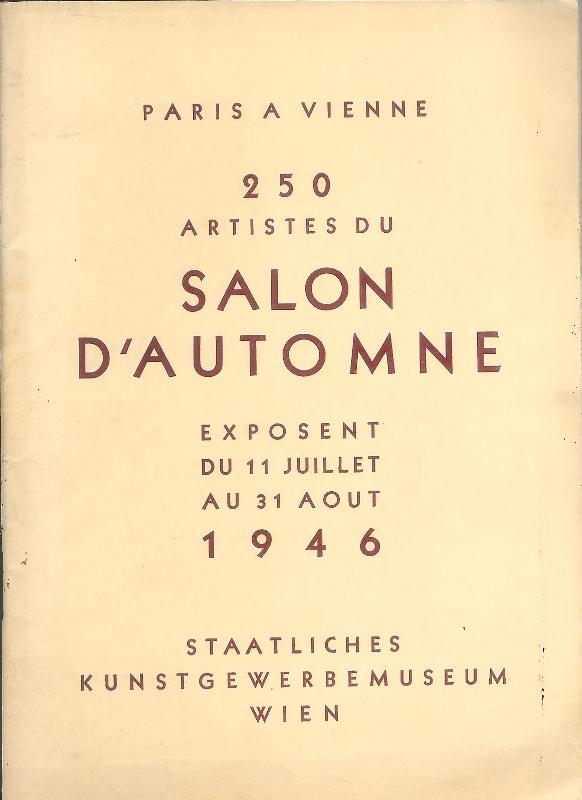 PARIS A VIENNE
250
ARTISTES DU
SALON
D'AUTOMNE
EXPOSENT
DU 11 JUILLET
AU 31 AOUT
1946
STAATLICHES
KUNSTGEWERBEMUSEUM
WIEN